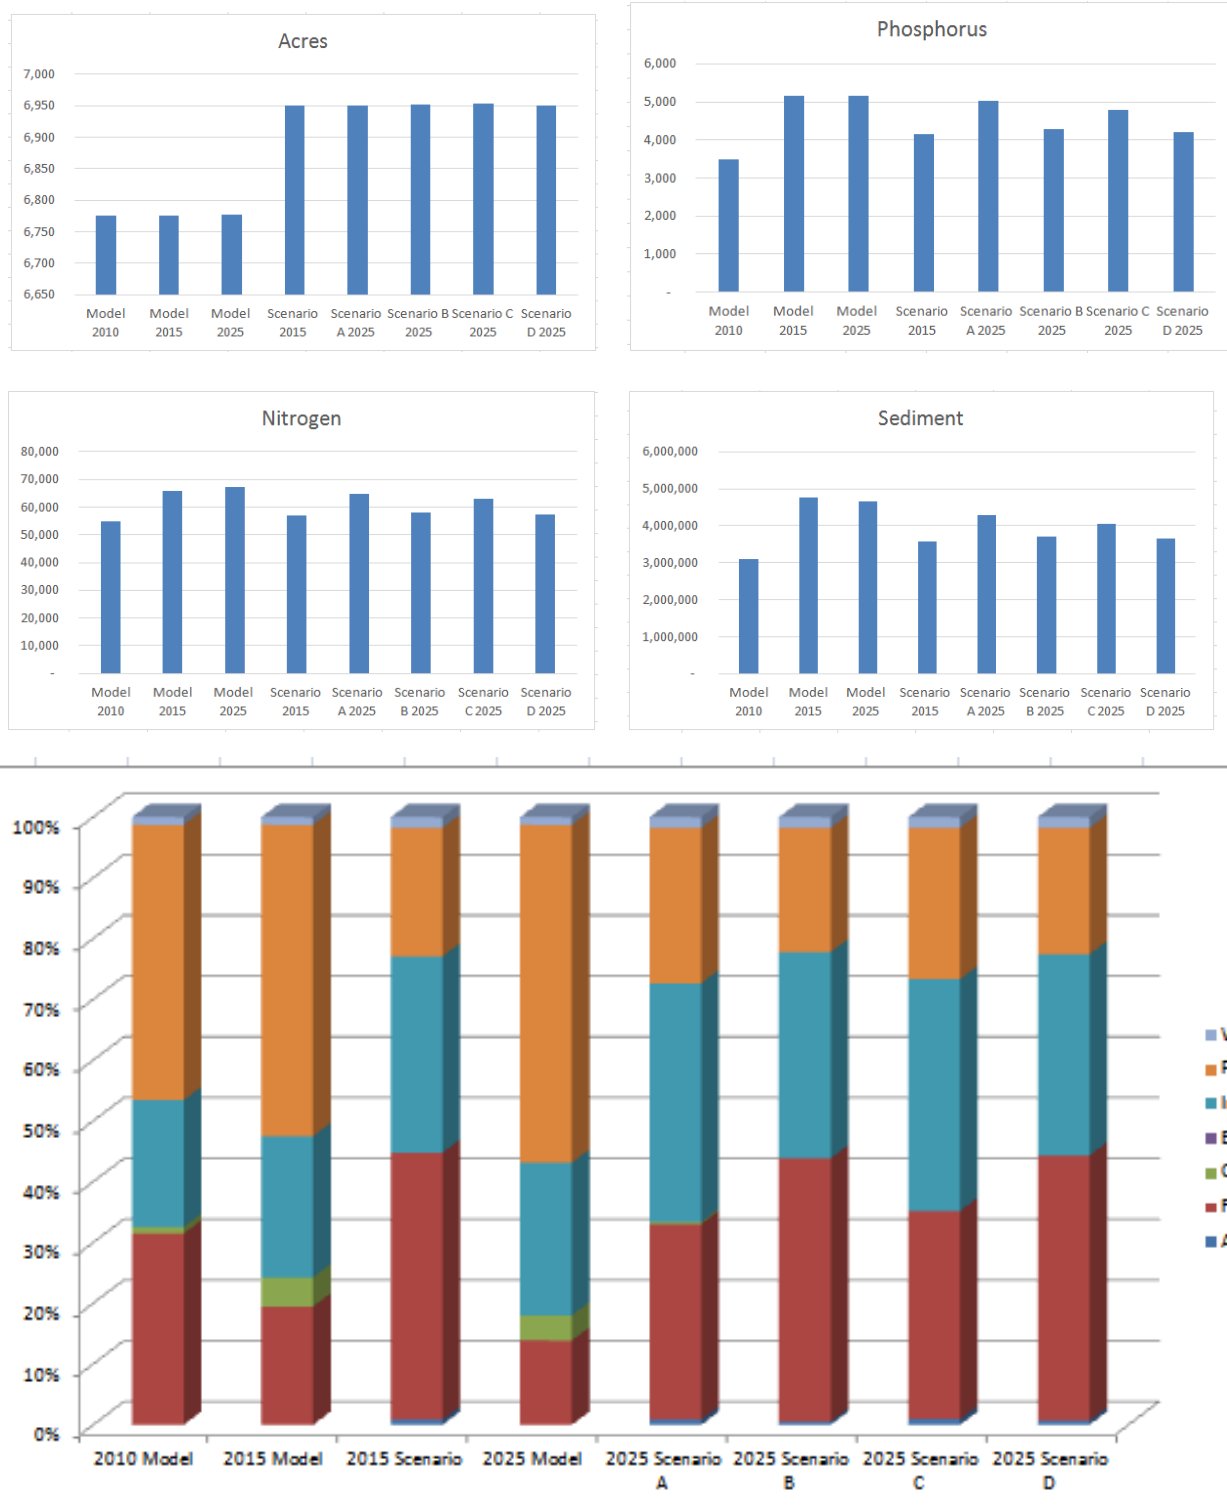 Acres
7,000
6,950
6,900
6,850
6,800
6,750
6,700
6,650
Model 2010
Model 2015
Model 2025
Scenario 2015
Scenario A 2025
Scenario B 2025
Scenario C 2025
Scenario D 2025
Phosphorus
6,000
5,000
4,000
3,000
2,000
1,000
-
Model 2010
Model 2015
Model 2025
Scenario 2015
Scenario A 2025
Scenario B 2025
Scenario C 2025
Scenario D 2025
Nitrogen
80,000
70,000
60,000
50,000
40,000
30,000
20,000
10,000
-
Model 2010
Model 2015
Model 2025
Scenario 2015
Scenario A 2025
Scenario B 2025
Scenario C 2025
Scenario D 2025
Sediment
6,000,000
5,000,000
4,000,000
3,000,000
2,000,000
1,000,000
-
Model 2010
Model 2015
Model 2025
Scenario 2015
Scenario A 2025
Scenario B 2025
Scenario C 2025
Scenario D 2025
100%
90%
80%
70%
60%
50%
40%
30%
20%
10%
0%
2010 Model
2015 Model
2015 Scenario
2025 Model
2025 Scenario A
2025 Scenario B
2025 Scenario C
2025 Scenario D